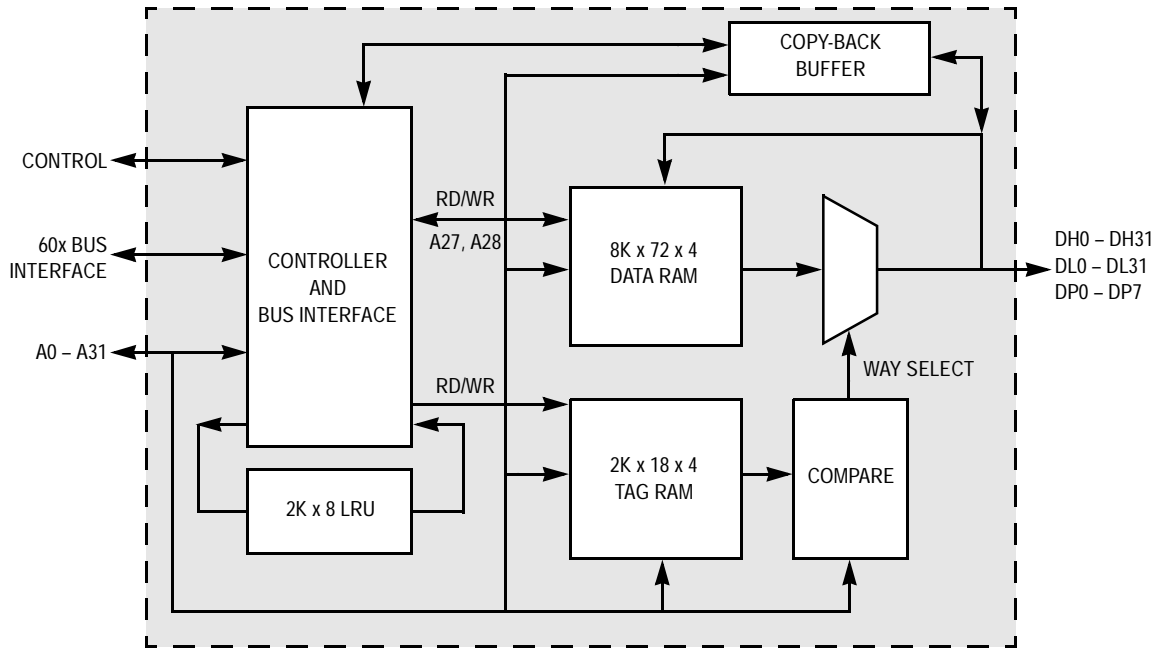 COPY-BACK
BUFFER
CONTROL
RD/WR
A27, A28
60x BUS
INTERFACE
CONTROLLER
AND
BUS INTERFACE
8K x 72 x 4
DATA RAM
DH0 – DH31
DL0 – DL31
DP0 – DP7
A0 – A31
WAY SELECT
RD/WR
2K x 18 x 4
TAG RAM
COMPARE
2K x 8 LRU